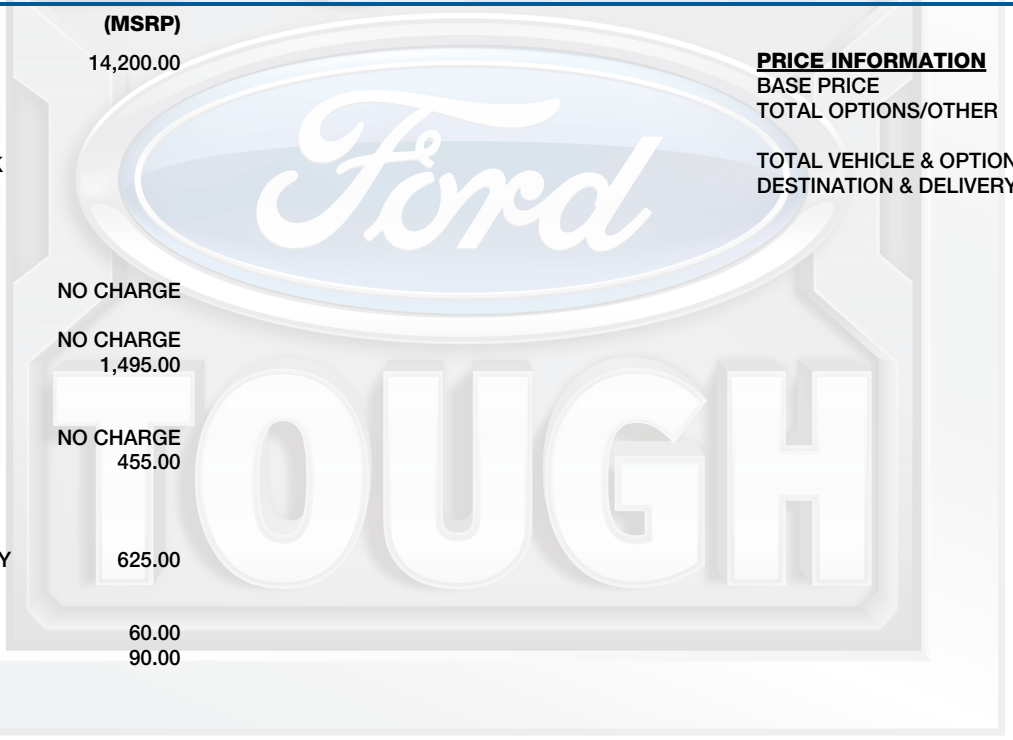 (MSRP)
14,200.00
K
NO CHARGE
NO CHARGE
1,495.00
NO CHARGE
455.00
Y 625.00
60.00
90.00
PRICE INFORMATION
BASE PRICE
TOTAL OPTIONS/OTHER
TOTAL VEHICLE & OPTION
DESTINATION & DELIVERY
Ford
TOUGH